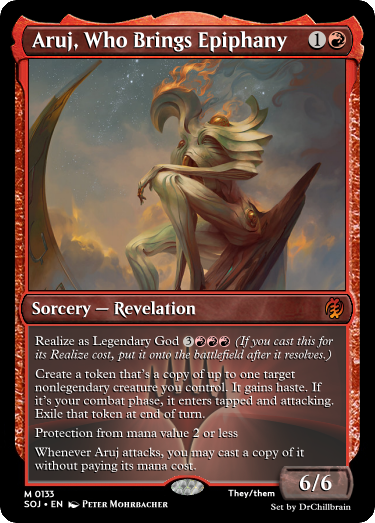 Aruj, Who Brings Epiphany 1
Sorcery — Revelation
Realize as Legendary God 3 (If you cast this
for its Realize cost, put it onto the battlefield after it resolves.)
Create a token that's a copy of up to one target
nonlegendary creature you control. It gains haste. If
it's your combat phase, it enters tapped and attacking.
Exile that token at end of turn.
Protection from mana value 2 or less
Whenever Aruj attacks, you may cast a copy of it
without paying its mana cost.
6/6
M 0133 They/them
SOJ • EN Peter Mohrbacher Set by DrChillbrain